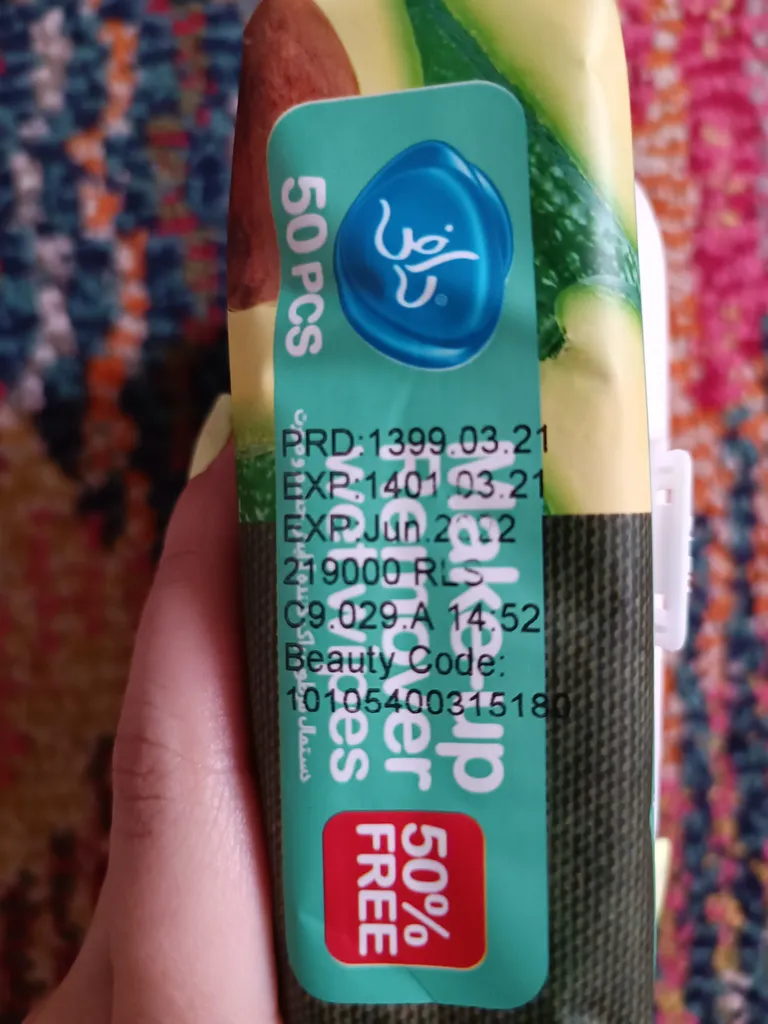 دافی
50 PCS
PRD:1399.03.21
EXP:1401.03.21
EXP:Jun.2022
219000 RLS
C9.029.A 14:52
Beauty Code:
10105400315180
Make up
Remover
Wet wipes
50%
FREE